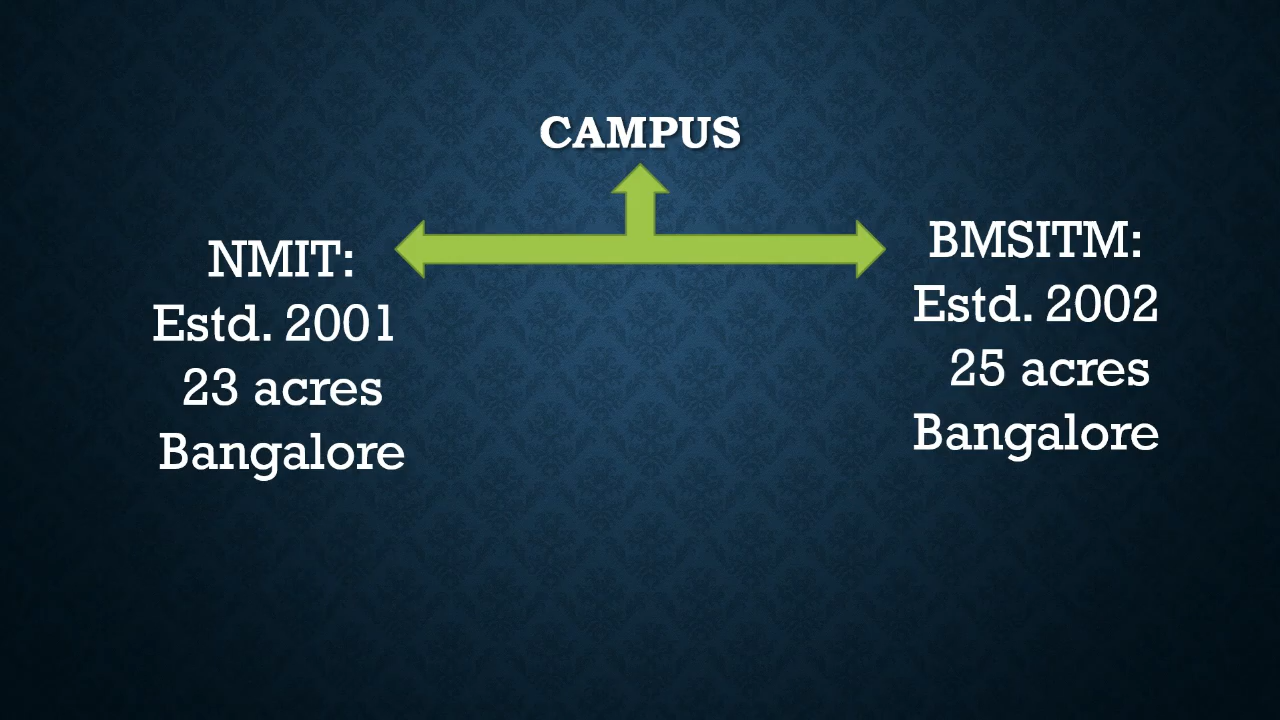 CAMPUS
NMIT:
Estd. 2001
23 acres
Bangalore
BMSITM:
Estd. 2002
25 acres
Bangalore